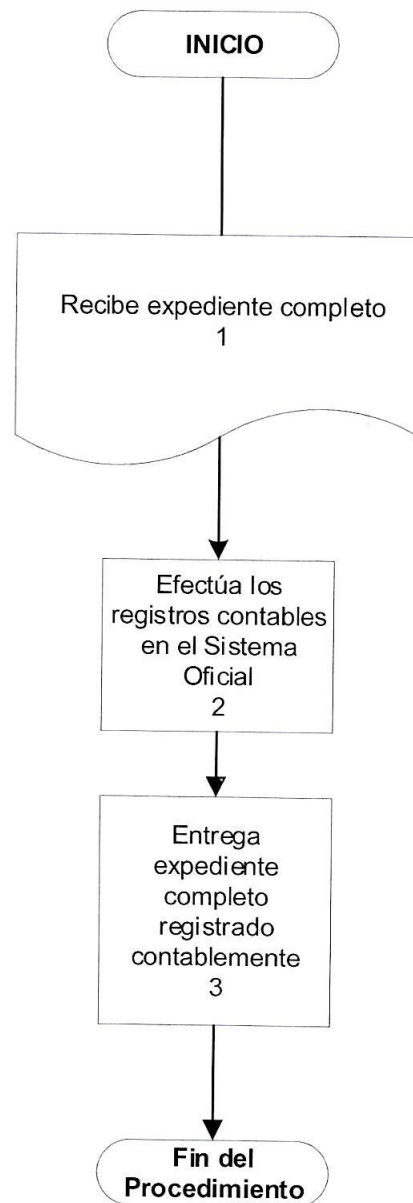 INICIO
Recibe expediente completo
1
Efectúa los
registros contables
en el Sistema
Oficial
2
Entrega
expediente
completo
registrado
contablemente
3
Fin del
Procedimiento